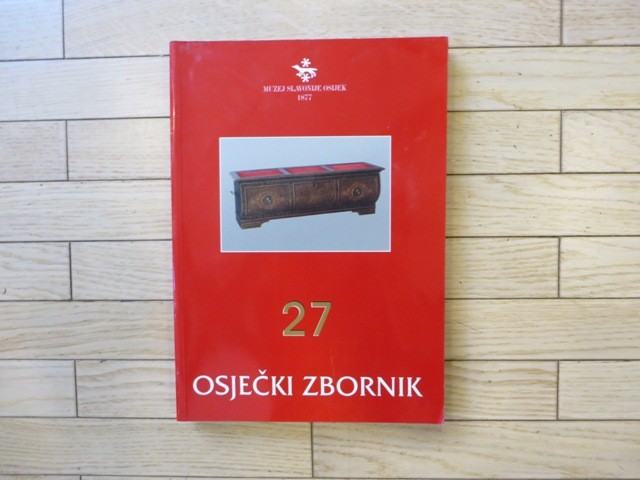 MUZEJ SLAVONIJE OSIJEK
1877
27
OSJEČKI ZBORNIK